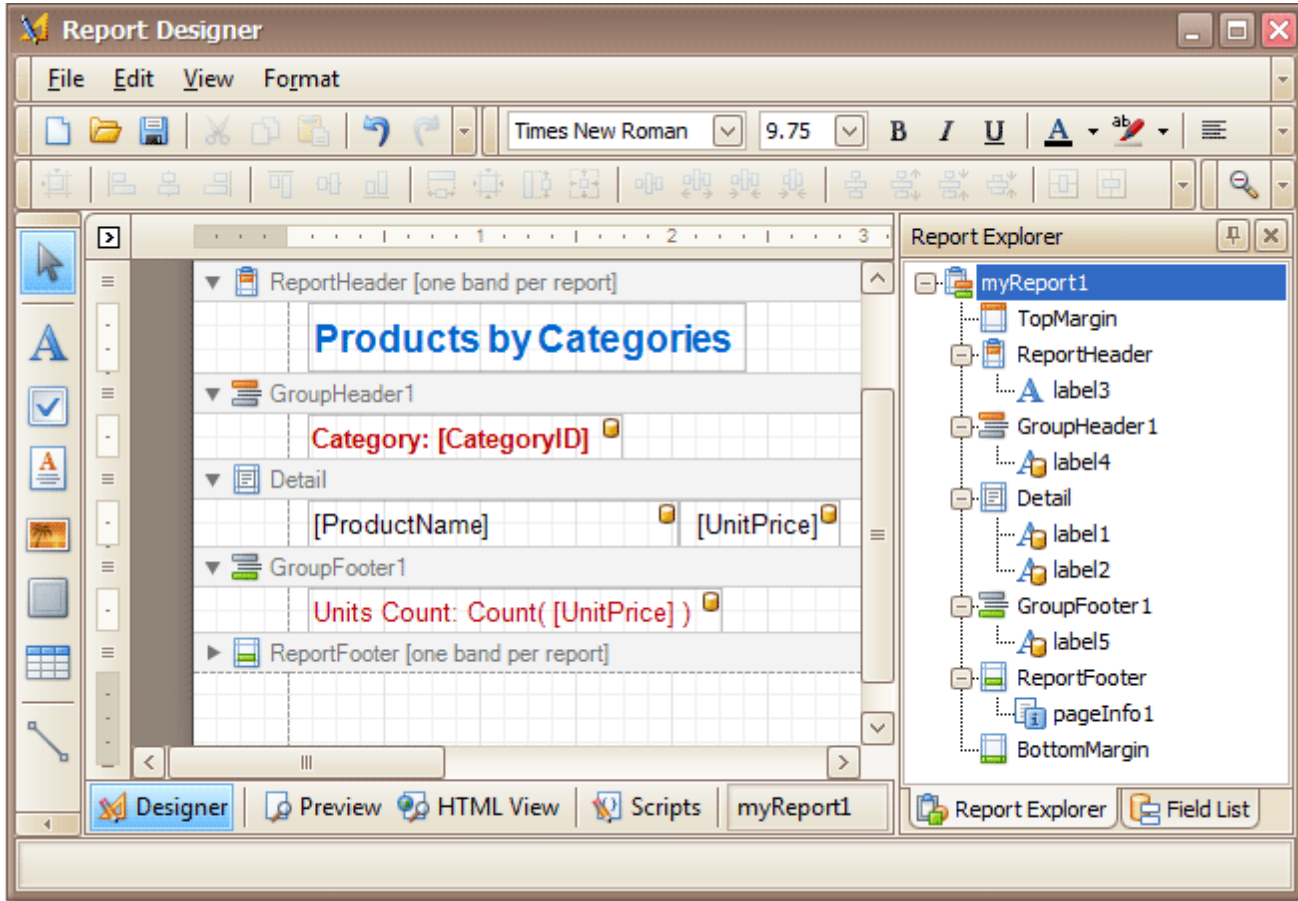 Report Designer
File Edit View Format
Times New Roman 9.75 B I U A ab
1 2 3
Report Explorer
ReportHeader [one band per report]
Products by Categories
GroupHeader1
Category: [CategoryID]
Detail
[ProductName] [UnitPrice]
GroupFooter1
Units Count: Count( [UnitPrice] )
ReportFooter [one band per report]
myReport1
TopMargin
ReportHeader
A label3
GroupHeader1
label4
Detail
label1
label2
GroupFooter1
label5
ReportFooter
pageInfo1
BottomMargin
A
A
Designer Preview HTML View Scripts myReport1
Report Explorer Field List